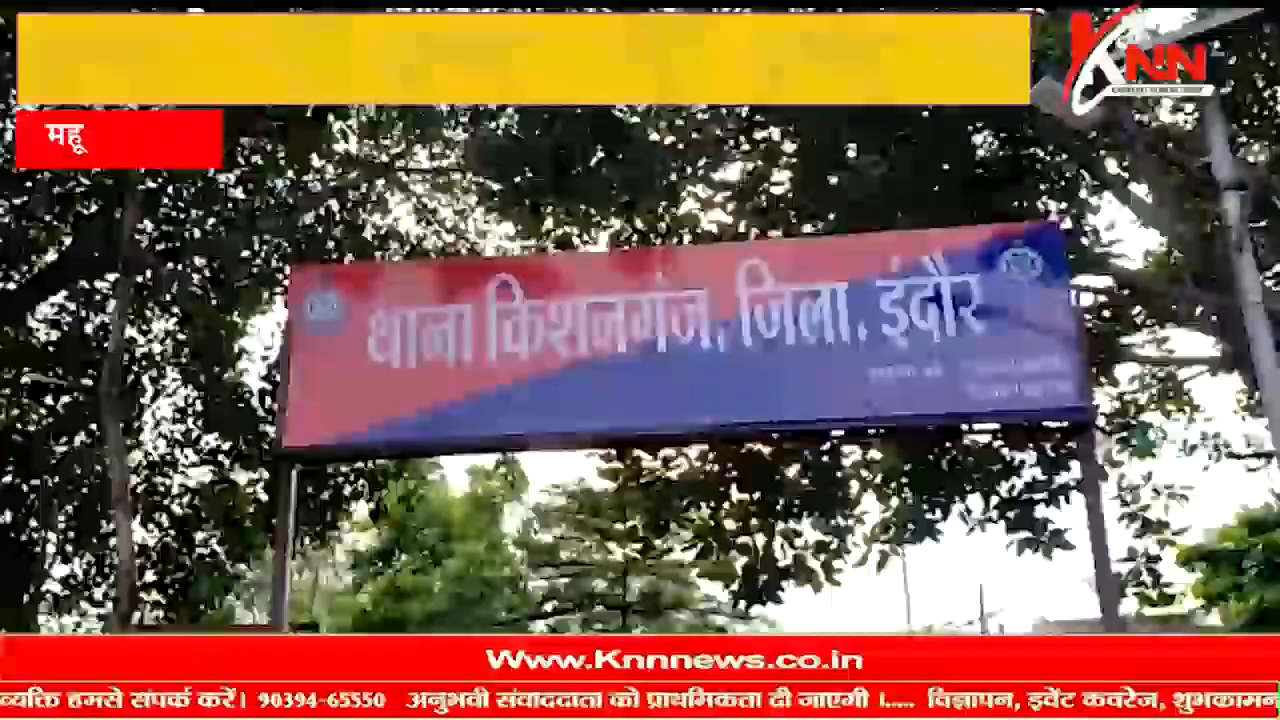 KNN
महू
थाना किशनगंज, जिला, इंदौर
Www.Knnnews.co.in
व्यक्ति हमसे संपर्क करें। 90394-65550 अनुभवी संवाददाता को प्राथमिकता दी जाएगी ।..... विज्ञापन, इवेंट कवरेज,